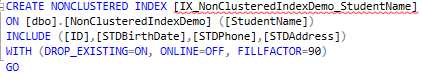 CREATE NONCLUSTERED INDEX [IX_NonClusteredIndexDemo_StudentName]
ON [dbo].[NonClusteredIndexDemo] ([StudentName])
INCLUDE ([ID],[STDBirthDate],[STDPhone],[STDAddress])
WITH (DROP_EXISTING=ON, ONLINE=OFF, FILLFACTOR=90)
GO